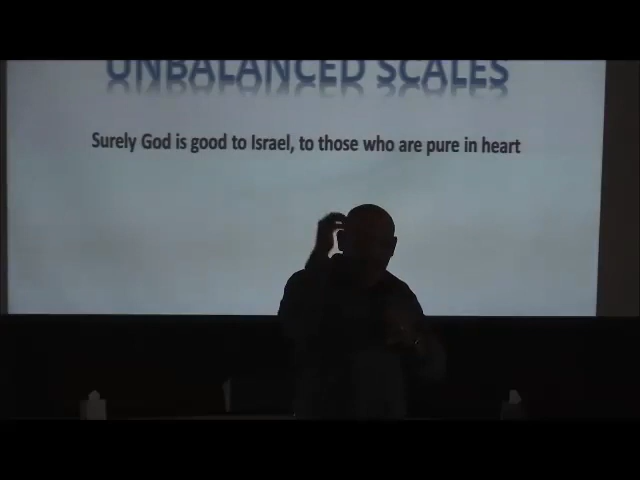 UNBALANCED SCALES
Surely God is good to Israel, to those who are pure in heart